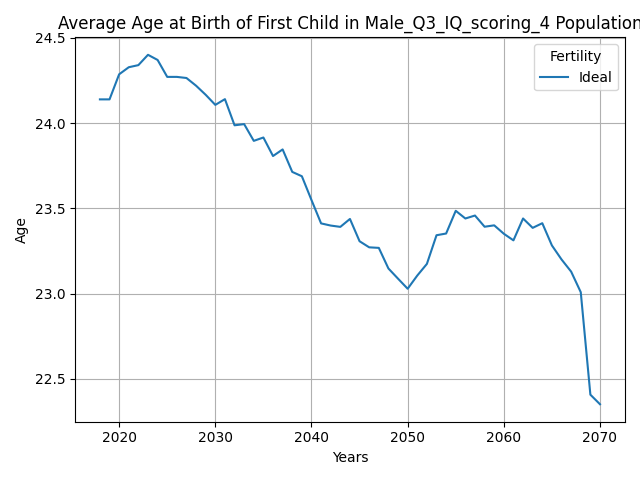 Average Age at Birth of First Child in Male_Q3_IQ_scoring_4 Population
Fertility
Ideal
24.5
24.0
23.5
23.0
22.5
Age
2020 2030 2040 2050 2060 2070
Years